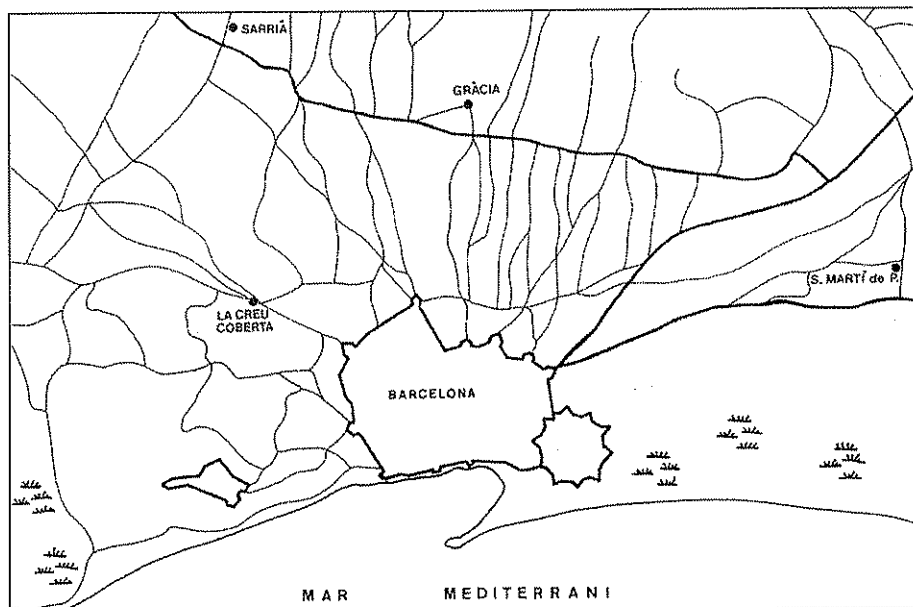 SARRIÀ
GRÀCIA
S. MARTÍ de P.
LA CREU
COBERTA
BARCELONA
MAR MEDITERRANI